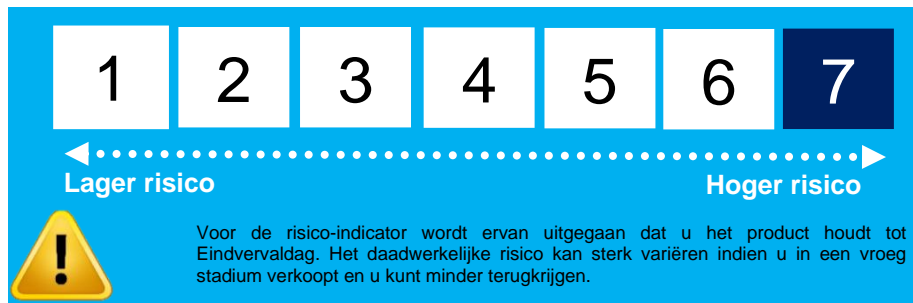 1 2 3 4 5 6 7
Lager risico Hoger risico
!
Voor de risico-indicator wordt ervan uitgegaan dat u het product houdt tot
Eindvervaldag. Het daadwerkelijke risico kan sterk variëren indien u in een vroeg
stadium verkoopt en u kunt minder terugkrijgen.